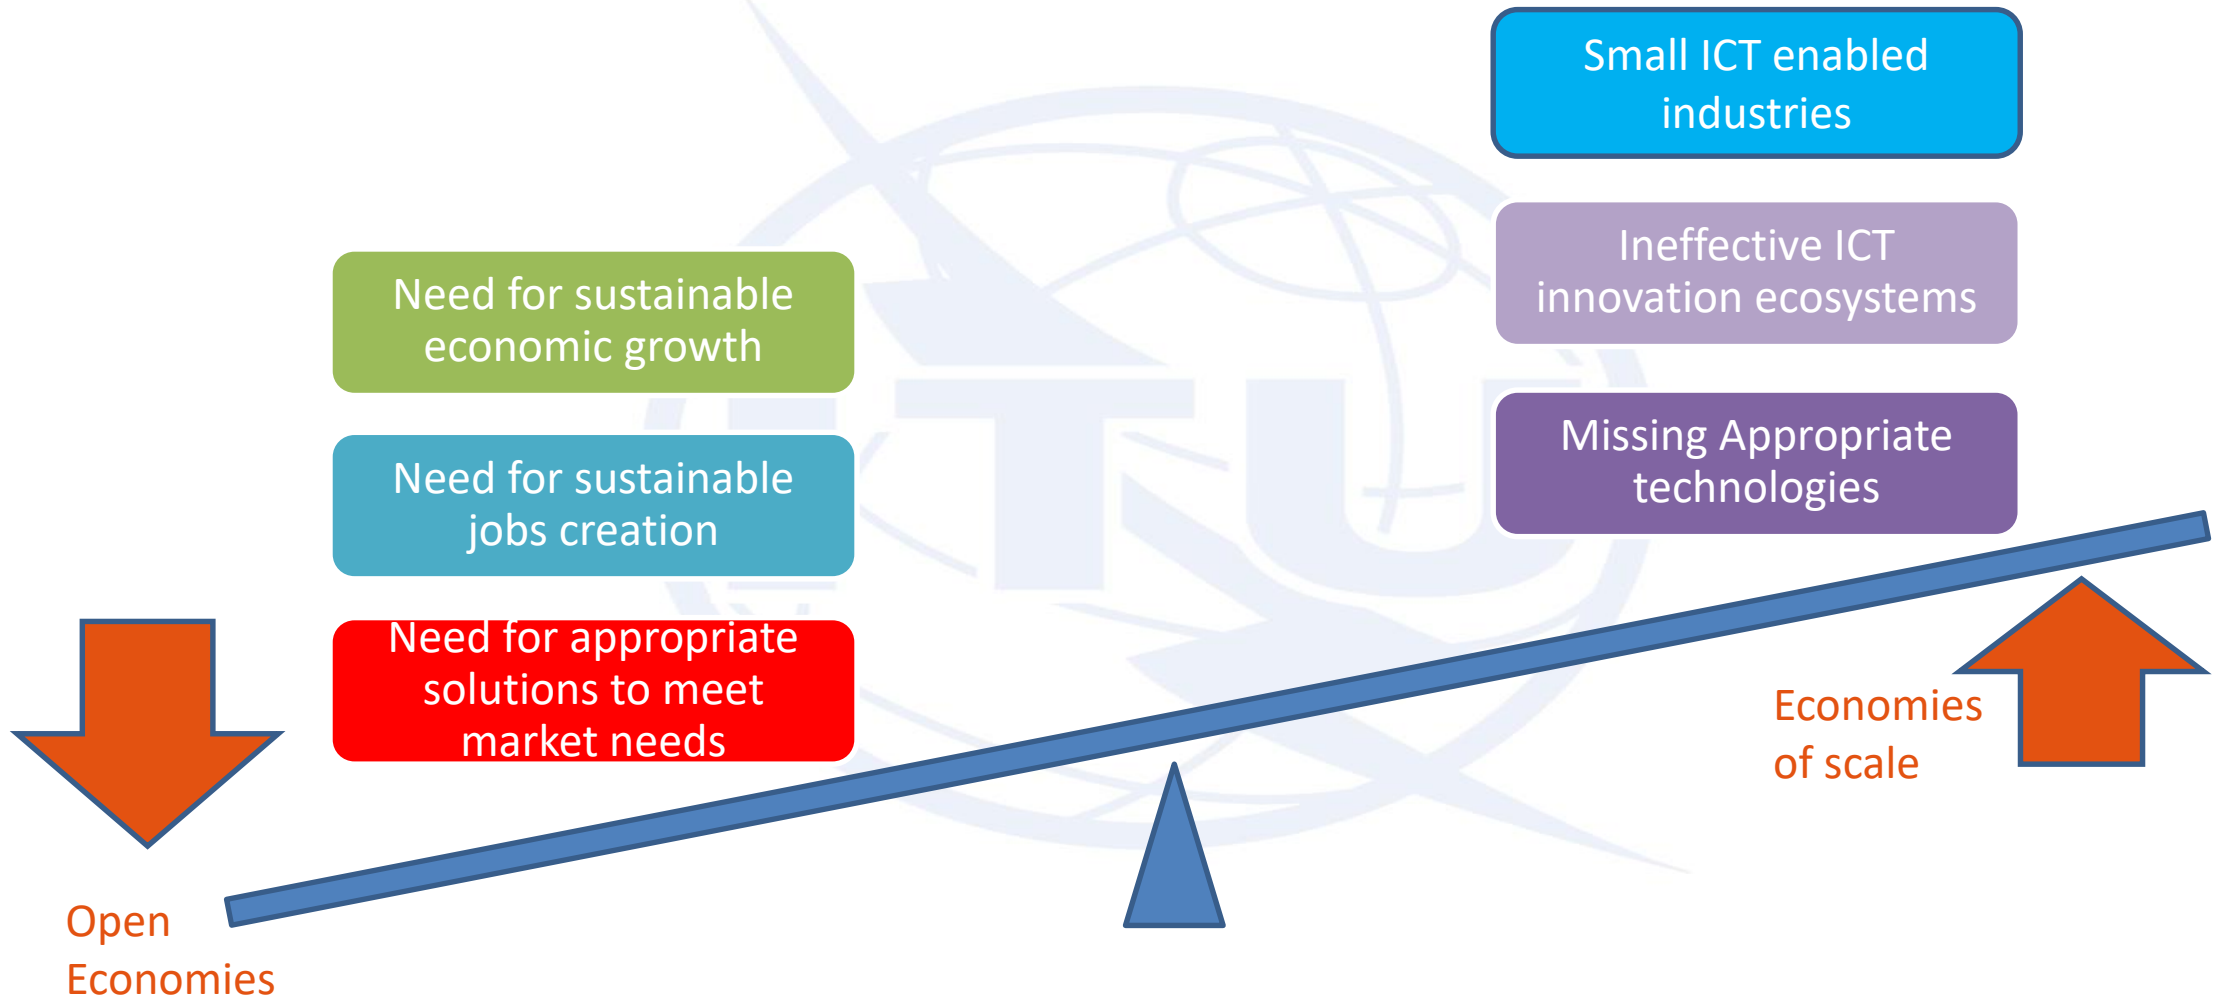 Small ICT enabled
industries
Ineffective ICT
innovation ecosystems
Missing Appropriate
technologies
Need for sustainable
economic growth
Need for sustainable
jobs creation
Need for appropriate
solutions to meet
market needs
Economies
of scale
Open
Economies
ITU